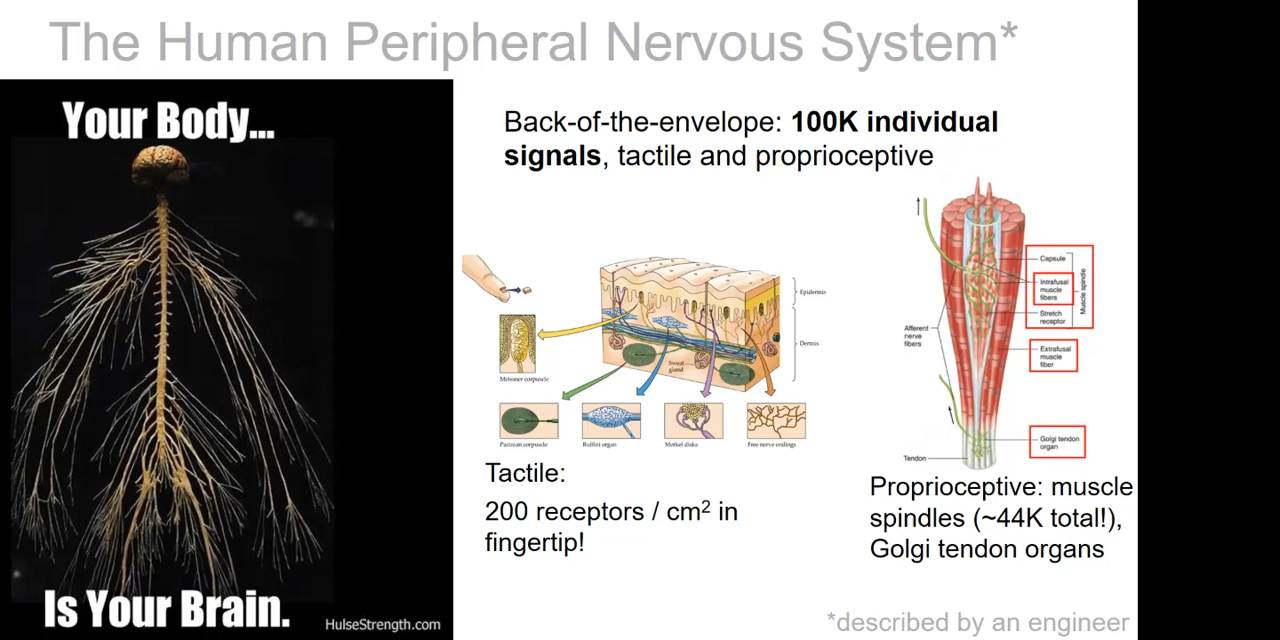 The Human Peripheral Nervous System*
Your Body...
Is Your Brain.
HulseStrength.com
Back-of-the-envelope: 100K individual
signals, tactile and proprioceptive
Epidermis
Dermis
Sweat
gland
Meissner corpuscle
Pacinian corpuscle
Ruffini organ
Merkel disks
Free nerve endings
Tactile:
200 receptors / cm² in
fingertip!
Capsule
Intrafusal
muscle
fibers
Stretch
receptor
Muscle spindle
Afferent
nerve
fibers
Extrafusal
muscle
fiber
Golgi tendon
organ
Tendon
Proprioceptive: muscle
spindles (~44K total!),
Golgi tendon organs
*described by an engineer